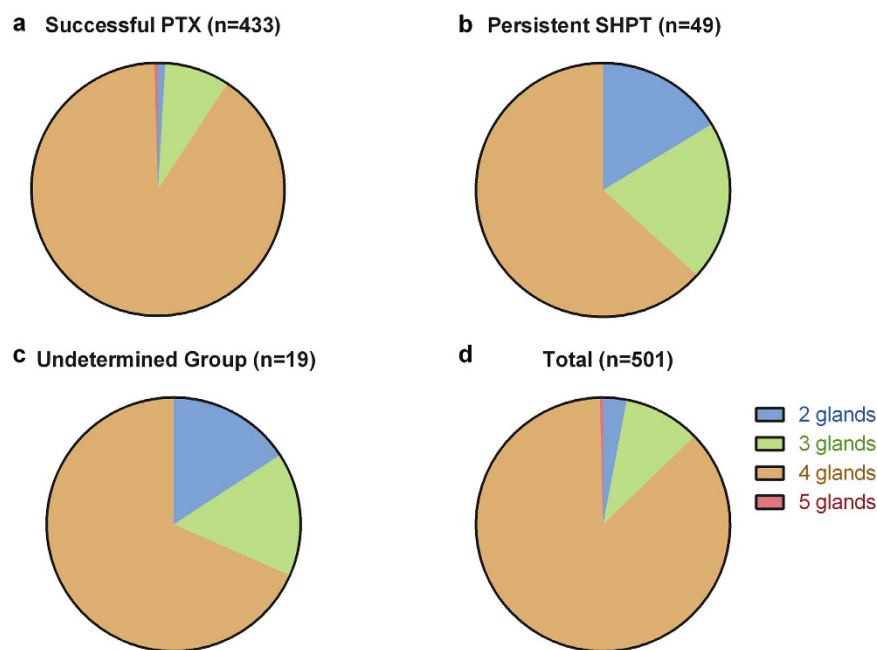 a Successful PTX (n=433)
b Persistent SHPT (n=49)
c Undetermined Group (n=19)
d Total (n=501)
2 glands
3 glands
4 glands
5 glands